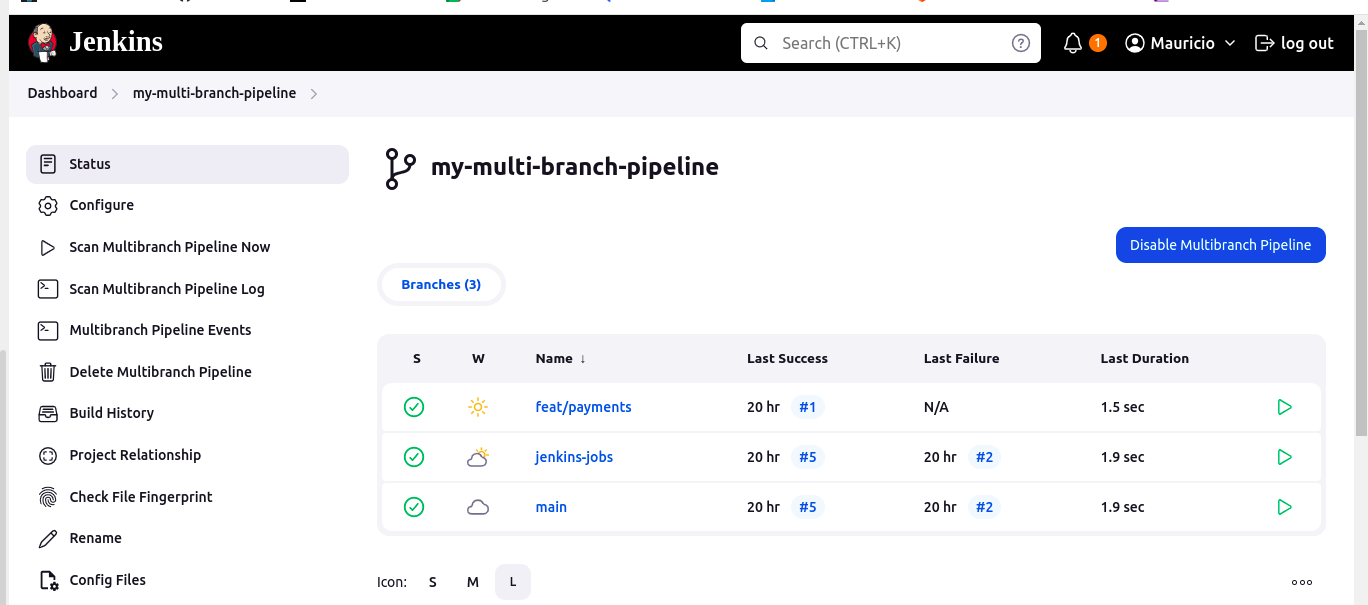 Jenkins
Search (CTRL+K)
1
Mauricio
log out
Dashboard
my-multi-branch-pipeline
Status
Configure
Scan Multibranch Pipeline Now
Scan Multibranch Pipeline Log
Multibranch Pipeline Events
Delete Multibranch Pipeline
Build History
Project Relationship
Check File Fingerprint
Rename
Config Files
my-multi-branch-pipeline
Disable Multibranch Pipeline
Branches (3)
S W Name ↓ Last Success Last Failure Last Duration
feat/payments 20 hr #1 N/A 1.5 sec
jenkins-jobs 20 hr #5 20 hr #2 1.9 sec
main 20 hr #5 20 hr #2 1.9 sec
Icon: S M L